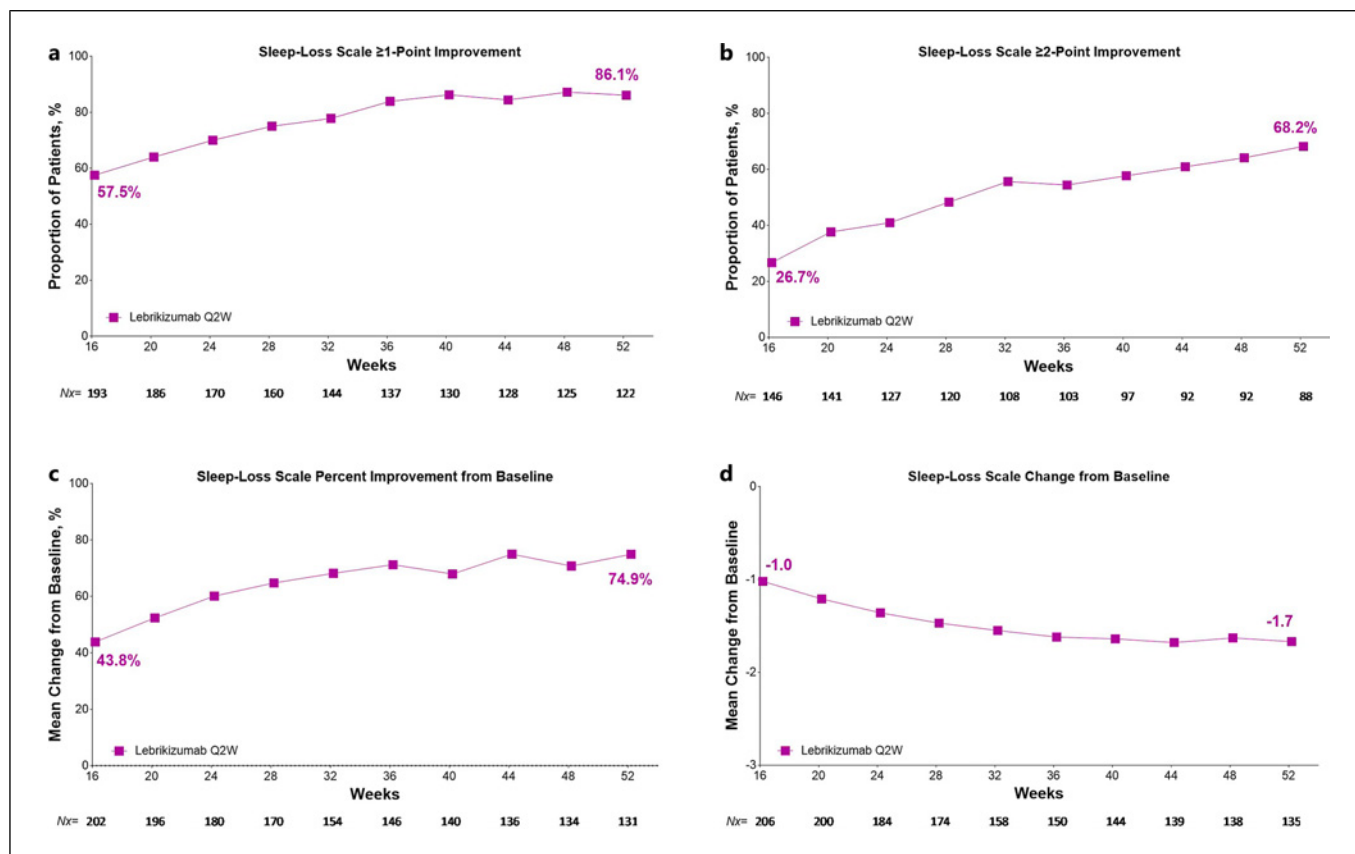 a
Sleep-Loss Scale ≥1-Point Improvement
100
80
60
40
20
0
Proportion of Patients, %
57.5%
86.1%
Lebrikizumab Q2W
16 20 24 28 32 36 40 44 48 52
Weeks
Nx= 193 186 170 160 144 137 130 128 125 122
b
Sleep-Loss Scale ≥2-Point Improvement
100
80
60
40
20
0
Proportion of Patients, %
26.7%
68.2%
Lebrikizumab Q2W
16 20 24 28 32 36 40 44 48 52
Weeks
Nx= 146 141 127 120 108 103 97 92 92 88
c
Sleep-Loss Scale Percent Improvement from Baseline
100
80
60
40
20
0
Mean Change from Baseline, %
43.8%
74.9%
Lebrikizumab Q2W
16 20 24 28 32 36 40 44 48 52
Weeks
Nx= 202 196 180 170 154 146 140 136 134 131
d
Sleep-Loss Scale Change from Baseline
0
-1
-2
-3
Mean Change from Baseline
-1.0
-1.7
Lebrikizumab Q2W
16 20 24 28 32 36 40 44 48 52
Weeks
Nx= 206 200 184 174 158 150 144 139 138 135